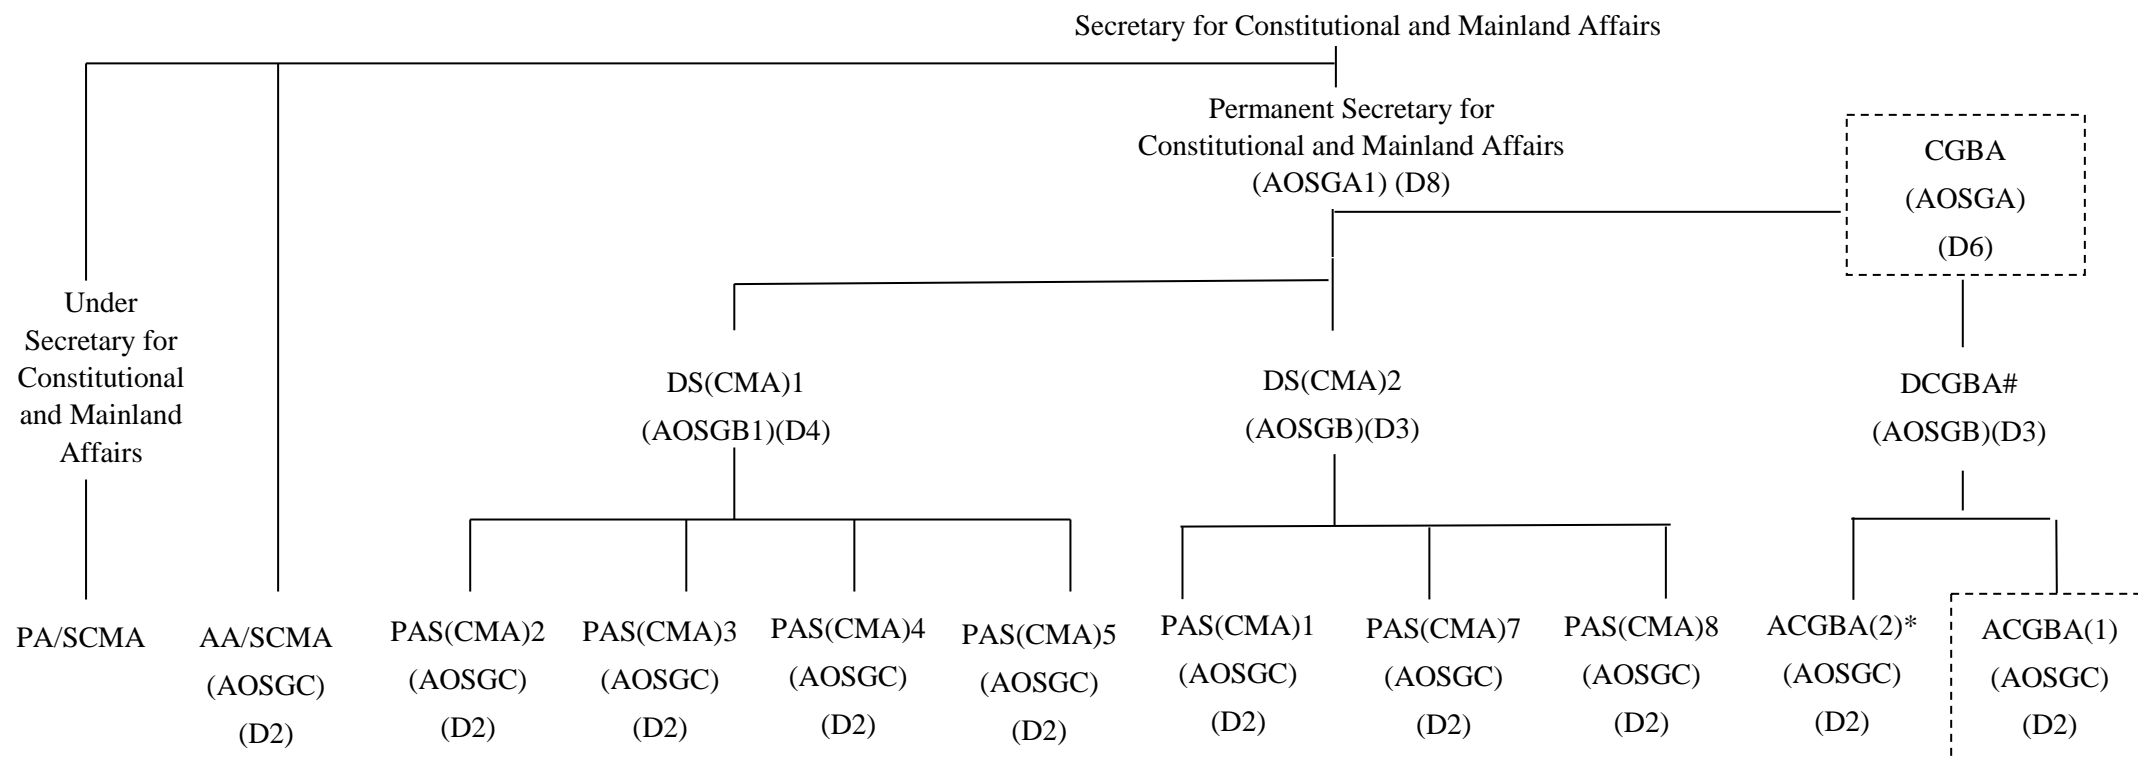 Secretary for Constitutional and Mainland Affairs
Permanent Secretary for
Constitutional and Mainland Affairs
(AOSGA1) (D8)
CGBA
(AOSGA)
(D6)
Under
Secretary for
Constitutional
and Mainland
Affairs
DS(CMA)1
(AOSGB1)(D4)
DS(CMA)2
(AOSGB)(D3)
DCGBA#
(AOSGB)(D3)
PA/SCMA
AA/SCMA
(AOSGC)
(D2)
PAS(CMA)2
(AOSGC)
(D2)
PAS(CMA)3
(AOSGC)
(D2)
PAS(CMA)4
(AOSGC)
(D2)
PAS(CMA)5
(AOSGC)
(D2)
PAS(CMA)1
(AOSGC)
(D2)
PAS(CMA)7
(AOSGC)
(D2)
PAS(CMA)8
(AOSGC)
(D2)
ACGBA(2)*
(AOSGC)
(D2)
ACGBA(1)
(AOSGC)
(D2)